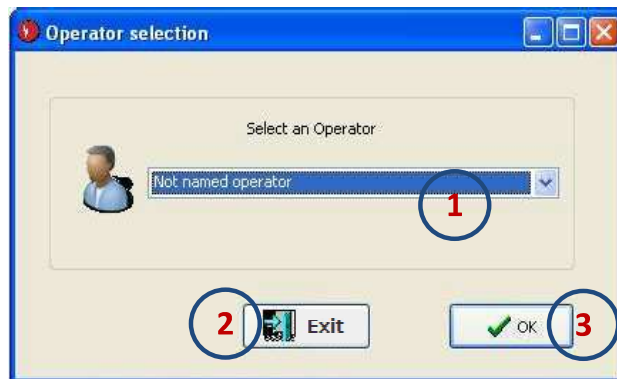 Operator selection
Select an Operator
Not named operator
1
2
Exit
OK
3